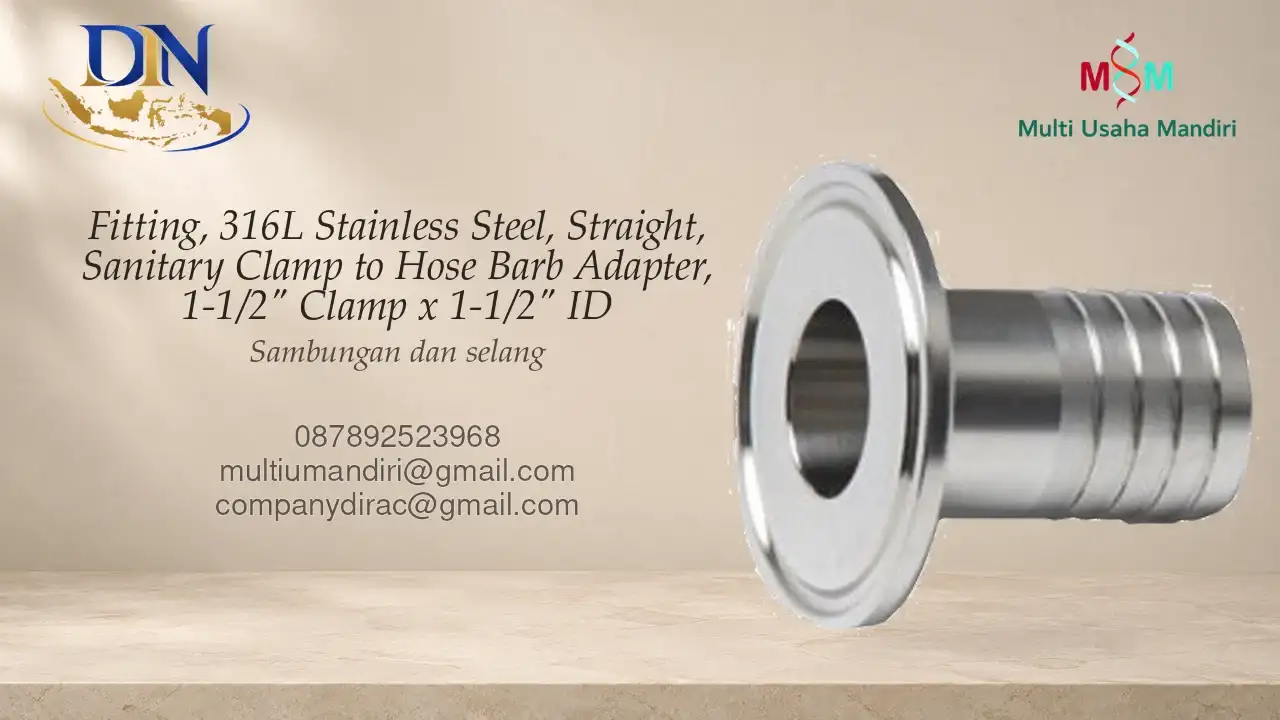 DN
MSM
Multi Usaha Mandiri
Fitting, 316L Stainless Steel, Straight,
Sanitary Clamp to Hose Barb Adapter,
1-1/2" Clamp x 1-1/2" ID
Sambungan dan selang
087892523968
multiumandiri@gmail.com
companydirac@gmail.com